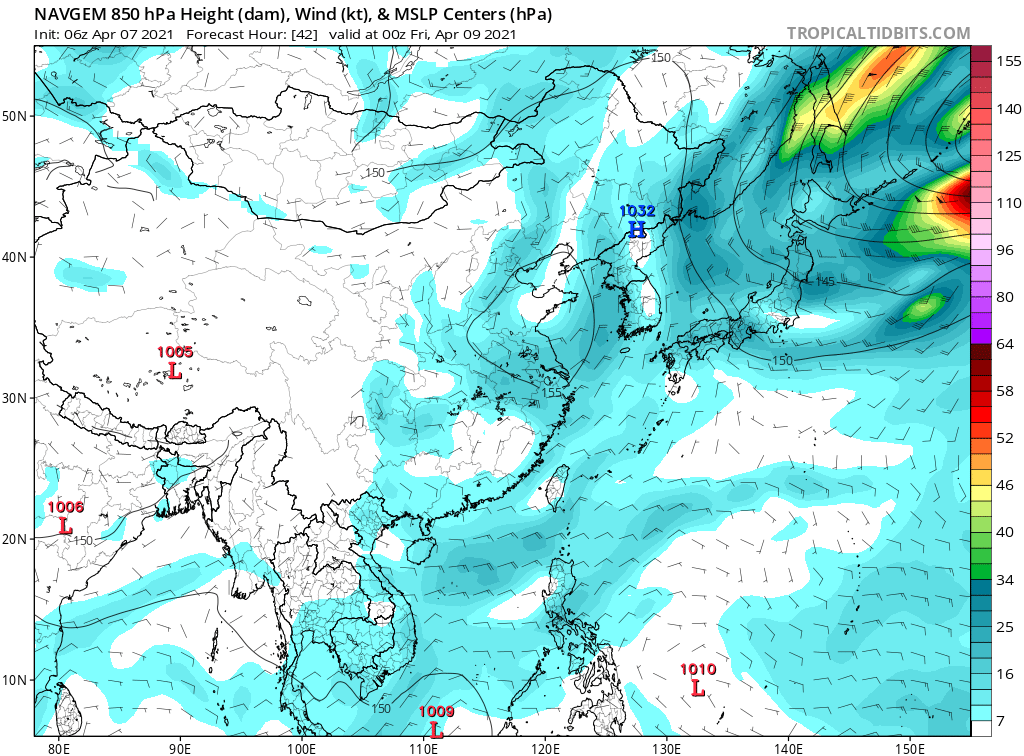 NAVGEM 850 hPa Height (dam), Wind (kt), & MSLP Centers (hPa)
Init: 06z Apr 07 2021 Forecast Hour: [42] valid at 00z Fri, Apr 09 2021
TROPICALTIDBITS.COM
150
155
50N
140
125
150
110
1032
H
40N
96
145
80
64
1005
L
150
155
58
30N
52
46
1006
L
40
20N
150
34
25
1010
L
16
10N
150
1009
L
7
80E
90E
100E
110E
120E
130E
140E
150E